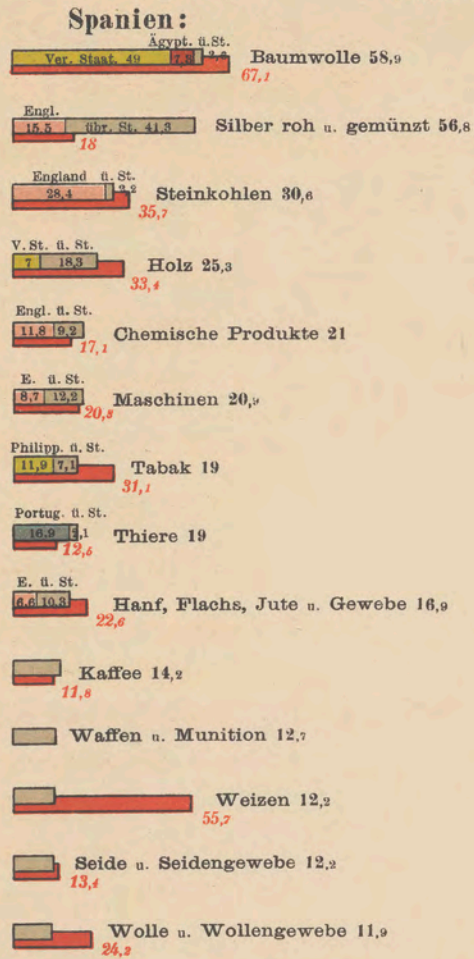 Spanien:
Ägypt. ü.St.
Ver. Staat. 49 7,8 Baumwolle 58,9
67,1
Engl.
15,5 übr. St. 41,3 Silber roh u. gemünzt 56,8
18
England ü. St.
28,4 2,2 Steinkohlen 30,6
35,7
V. St. ü. St.
7 18,3 Holz 25,3
33,4
Engl. ü. St.
11,8 9,2 Chemische Produkte 21
17,1
E. ü. St.
8,7 12,2 Maschinen 20,9
20,8
Philipp. ü. St.
11,9 7,1 Tabak 19
31,1
Portug. ü. St.
16,9 2,1 Thiere 19
12,5
E. ü. St.
6,6 10,3 Hanf, Flachs, Jute u. Gewebe 16,9
22,6
Kaffee 14,2
11,8
Waffen u. Munition 12,7
Weizen 12,2
55,7
Seide u. Seidengewebe 12,2
13,4
Wolle u. Wollengewebe 11,9
24,2